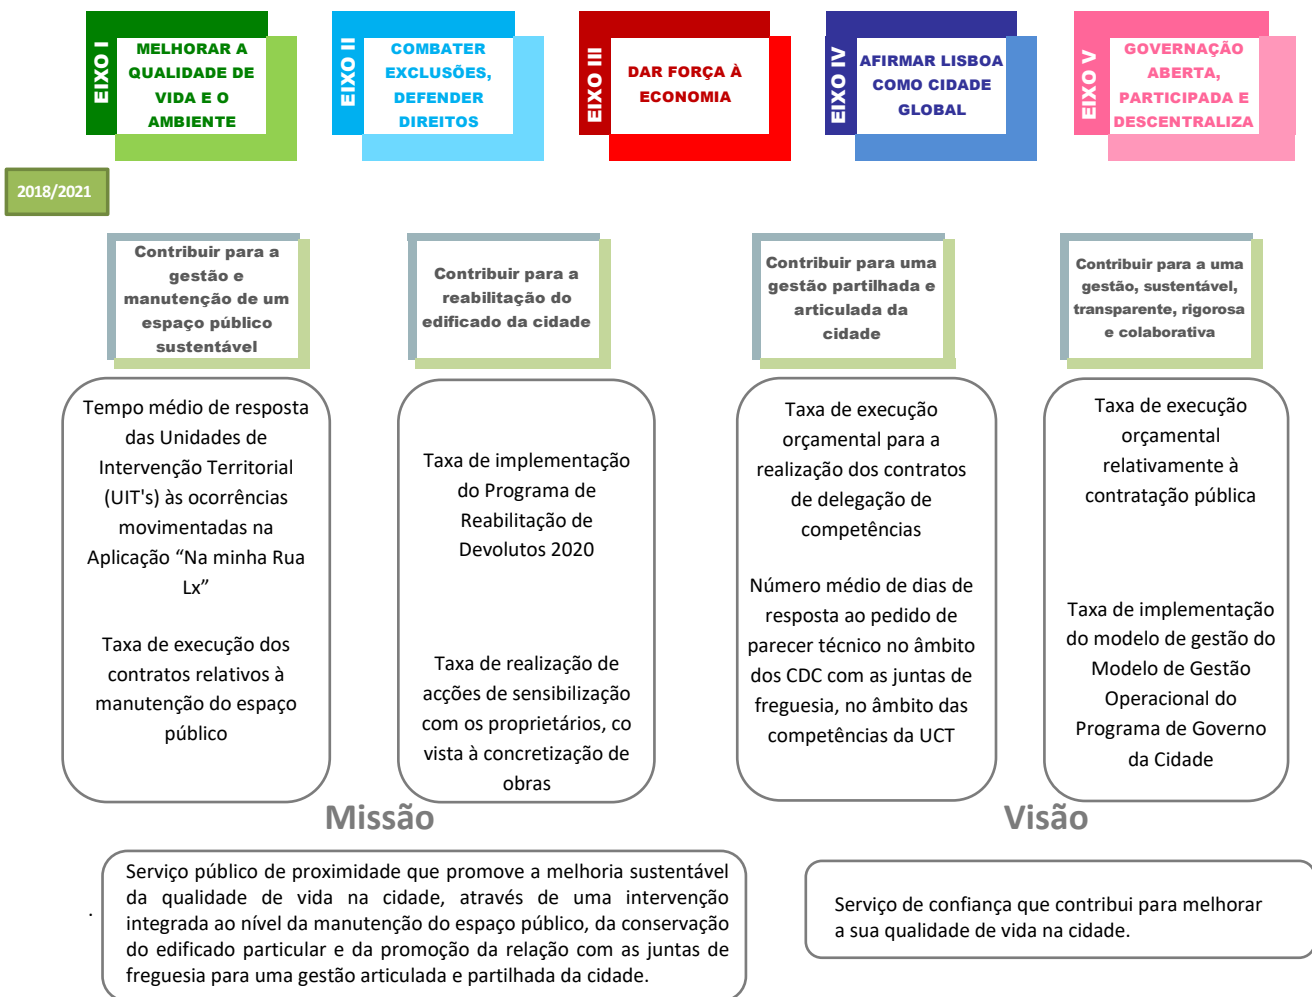 EIXO I
MELHORAR A
QUALIDADE DE
VIDA E O
AMBIENTE
EIXO II
COMBATER
EXCLUSÕES,
DEFENDER
DIREITOS
EIXO III
DAR FORÇA À
ECONOMIA
EIXO IV
AFIRMAR LISBOA
COMO CIDADE
GLOBAL
EIXO V
GOVERNAÇÃO
ABERTA,
PARTICIPADA E
DESCENTRALIZA
2018/2021
Contribuir para a
gestão e
manutenção de um
espaço público
sustentável
Contribuir para a
reabilitação do
edificado da cidade
Contribuir para uma
gestão partilhada e
articulada da
cidade
Contribuir para a uma
gestão, sustentável,
transparente, rigorosa
e colaborativa
Tempo médio de resposta
das Unidades de
Intervenção Territorial
(UIT's) às ocorrências
movimentadas na
Aplicação “Na minha Rua
Lx”
Taxa de execução dos
contratos relativos à
manutenção do espaço
público
Taxa de implementação
do Programa de
Reabilitação de
Devolutos 2020
Taxa de realização de
acções de sensibilização
com os proprietários, co
vista à concretização de
obras
Taxa de execução
orçamental para a
realização dos contratos
de delegação de
competências
Número médio de dias de
resposta ao pedido de
parecer técnico no âmbito
dos CDC com as juntas de
freguesia, no âmbito das
competências da UCT
Taxa de execução
orçamental
relativamente à
contratação pública
Taxa de implementação
do modelo de gestão do
Modelo de Gestão
Operacional do
Programa de Governo
da Cidade
Missão
Serviço público de proximidade que promove a melhoria sustentável
da qualidade de vida na cidade, através de uma intervenção
integrada ao nível da manutenção do espaço público, da conservação
do edificado particular e da promoção da relação com as juntas de
freguesia para uma gestão articulada e partilhada da cidade.
.
Visão
Serviço de confiança que contribui para melhorar
a sua qualidade de vida na cidade.